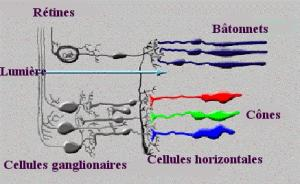 Rétines
Bâtonnets
Lumière
Cônes
Cellules ganglionaires
Cellules horizontales